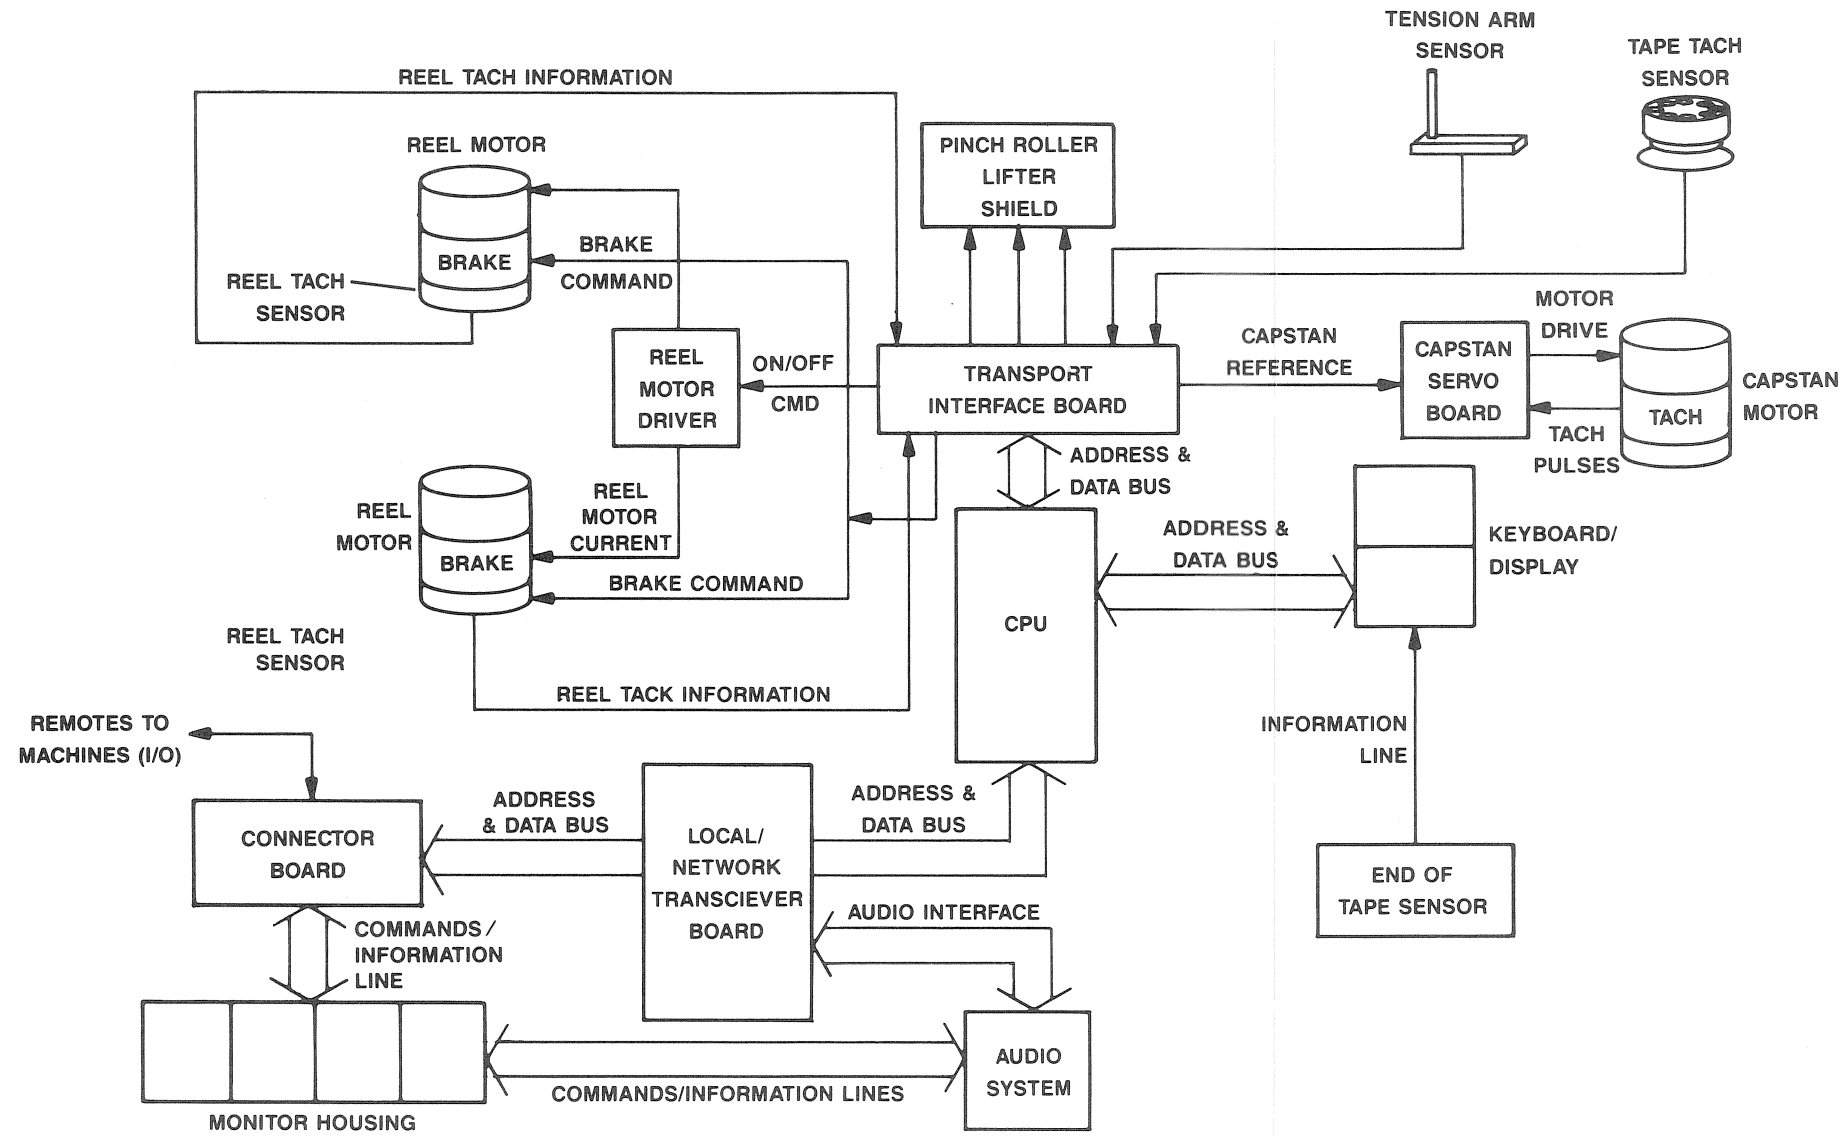 TENSION ARM
SENSOR
TAPE TACH
SENSOR
REEL TACH INFORMATION
REEL MOTOR
PINCH ROLLER
LIFTER
SHIELD
BRAKE
BRAKE
COMMAND
REEL TACH
SENSOR
REEL
MOTOR
DRIVER
ON/OFF
CMD
TRANSPORT
INTERFACE BOARD
CAPSTAN
REFERENCE
CAPSTAN
SERVO
BOARD
MOTOR
DRIVE
TACH
CAPSTAN
MOTOR
TACH
PULSES
ADDRESS &
DATA BUS
REEL
MOTOR
BRAKE
REEL
MOTOR
CURRENT
BRAKE COMMAND
ADDRESS &
DATA BUS
KEYBOARD/
DISPLAY
CPU
REEL TACH
SENSOR
REEL TACK INFORMATION
REMOTES TO
MACHINES (I/O)
INFORMATION
LINE
CONNECTOR
BOARD
ADDRESS
& DATA BUS
LOCAL/
NETWORK
TRANSCIEVER
BOARD
ADDRESS &
DATA BUS
END OF
TAPE SENSOR
AUDIO INTERFACE
COMMANDS/
INFORMATION
LINE
AUDIO
SYSTEM
COMMANDS/INFORMATION LINES
MONITOR HOUSING